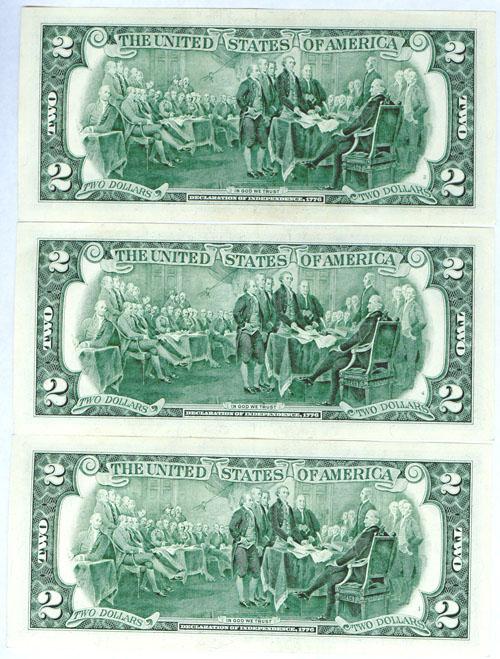 2 THE UNITED STATES OF AMERICA 2
TWO TWO
2 TWO DOLLARS IN GOD WE TRUST TWO DOLLARS 2
DECLARATION OF INDEPENDENCE, 1776
2 THE UNITED STATES OF AMERICA 2
TWO TWO
2 TWO DOLLARS IN GOD WE TRUST TWO DOLLARS 2
DECLARATION OF INDEPENDENCE, 1776
2 THE UNITED STATES OF AMERICA 2
TWO TWO
2 TWO DOLLARS IN GOD WE TRUST TWO DOLLARS 2
DECLARATION OF INDEPENDENCE, 1776